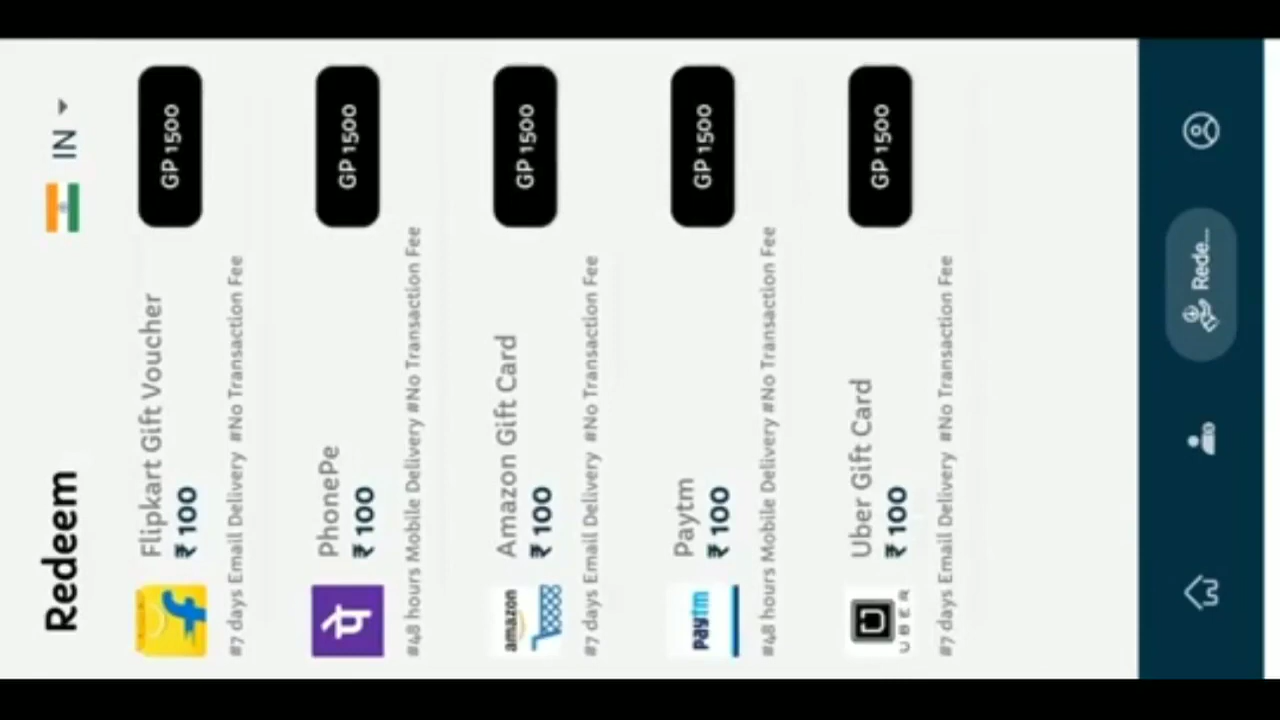 Redeem
IN
Flipkart Gift Voucher
₹ 100
GP 1500
#7 days Email Delivery #No Transaction Fee
PhonePe
₹ 100
GP 1500
#48 hours Mobile Delivery #No Transaction Fee
amazon
Amazon Gift Card
₹ 100
GP 1500
#7 days Email Delivery #No Transaction Fee
paytm
Paytm
₹ 100
GP 1500
#48 hours Mobile Delivery #No Transaction Fee
UBER
Uber Gift Card
₹ 100
GP 1500
#7 days Email Delivery #No Transaction Fee
Rede...